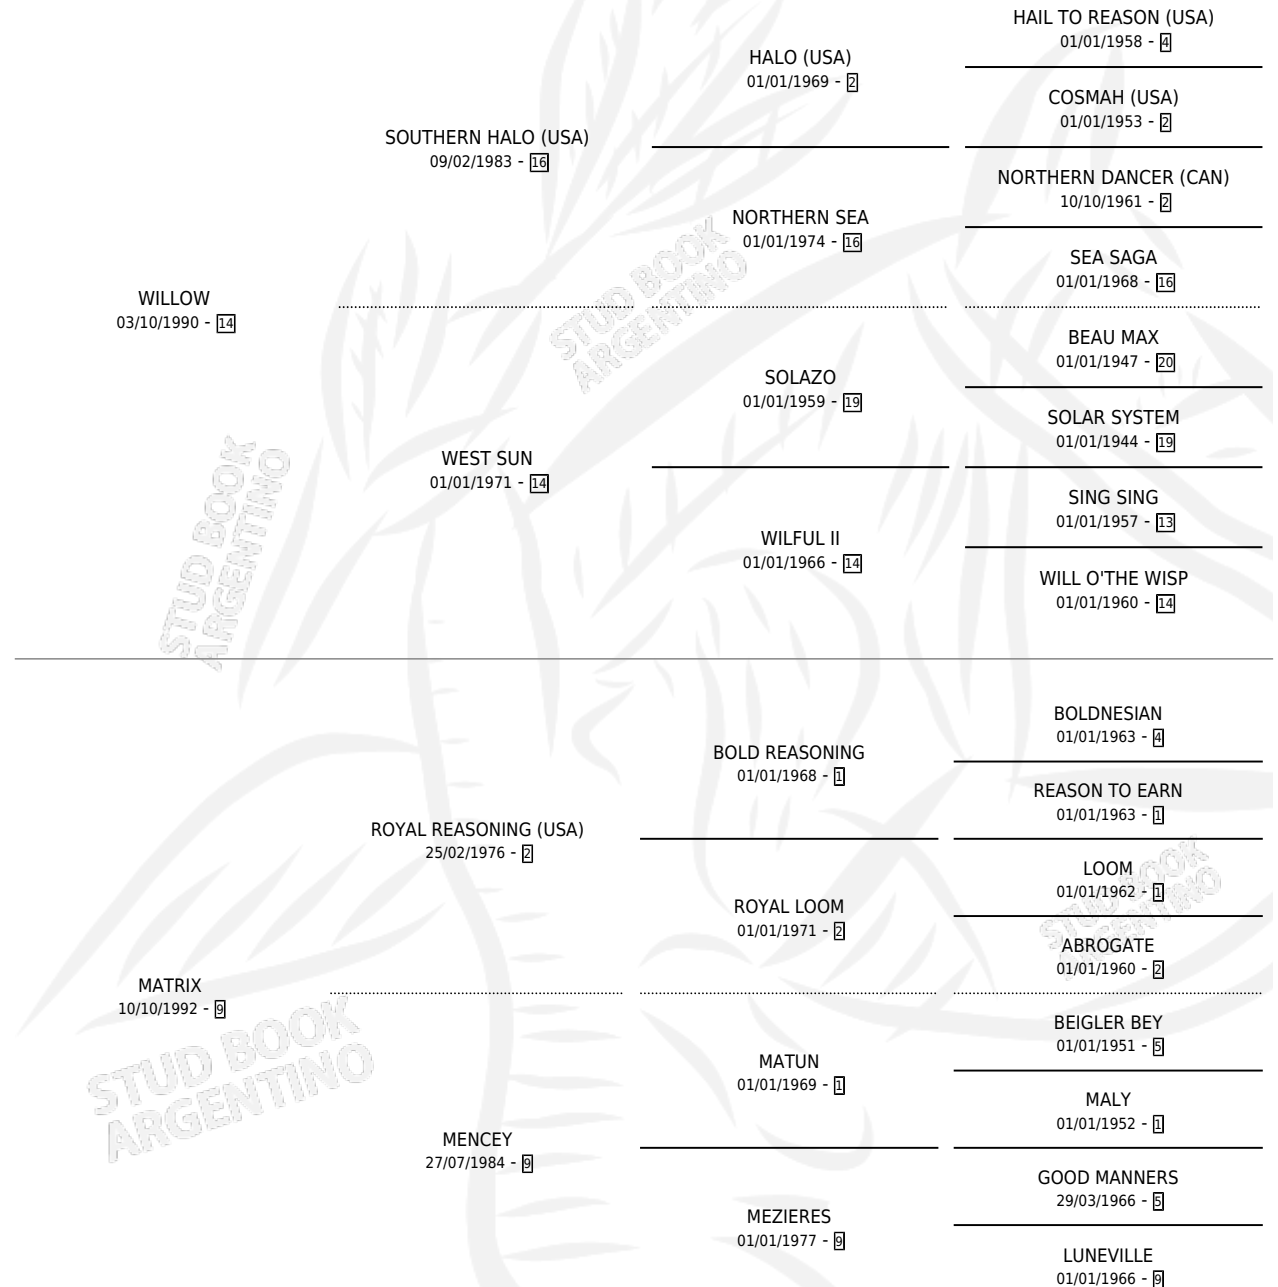 HAIL TO REASON (USA)
01/01/1958 - 4
HALO (USA)
01/01/1969 - 2
COSMAH (USA)
01/01/1953 - 2
SOUTHERN HALO (USA)
09/02/1983 - 16
NORTHERN DANCER (CAN)
10/10/1961 - 2
NORTHERN SEA
01/01/1974 - 16
SEA SAGA
01/01/1968 - 16
WILLOW
03/10/1990 - 14
BEAU MAX
01/01/1947 - 20
SOLAZO
01/01/1959 - 19
SOLAR SYSTEM
01/01/1944 - 19
WEST SUN
01/01/1971 - 14
SING SING
01/01/1957 - 13
WILFUL II
01/01/1966 - 14
WILL O'THE WISP
01/01/1960 - 14
BOLDNESIAN
01/01/1963 - 4
BOLD REASONING
01/01/1968 - 1
REASON TO EARN
01/01/1963 - 1
ROYAL REASONING (USA)
25/02/1976 - 2
LOOM
01/01/1962 - 1
ROYAL LOOM
01/01/1971 - 2
ABROGATE
01/01/1960 - 2
MATRIX
10/10/1992 - 9
BEIGLER BEY
01/01/1951 - 5
MATUN
01/01/1969 - 1
MALY
01/01/1952 - 1
MENCEY
27/07/1984 - 9
GOOD MANNERS
29/03/1966 - 5
MEZIERES
01/01/1977 - 9
LUNEVILLE
01/01/1966 - 9
STUD BOOK
ARGENTINO
STUD BOOK
ARGENTINO
STUD BOOK
ARGENTINO
STUD BOOK
ARGENTINO